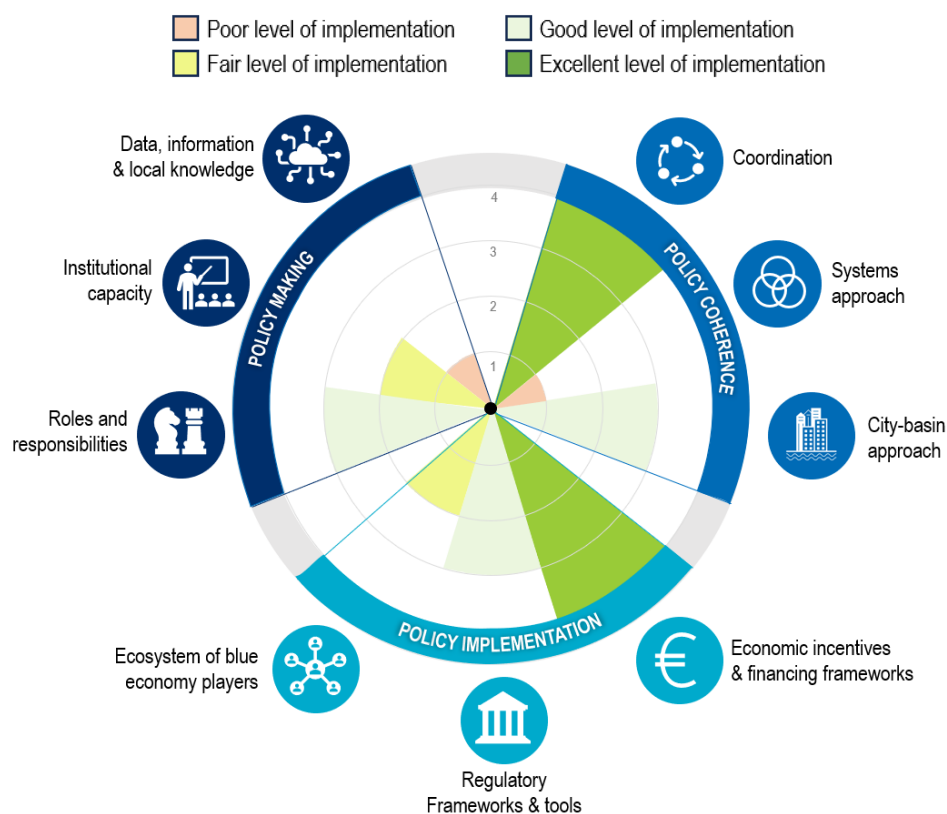 Poor level of implementation
Good level of implementation
Fair level of implementation
Excellent level of implementation
Data, information
& local knowledge
Coordination
Institutional
capacity
Systems
approach
Roles and
responsibilities
City-basin
approach
POLICY MAKING
POLICY COHERENCE
POLICY IMPLEMENTATION
4
3
2
1
Ecosystem of blue
economy players
Economic incentives
& financing frameworks
€
Regulatory
Frameworks & tools